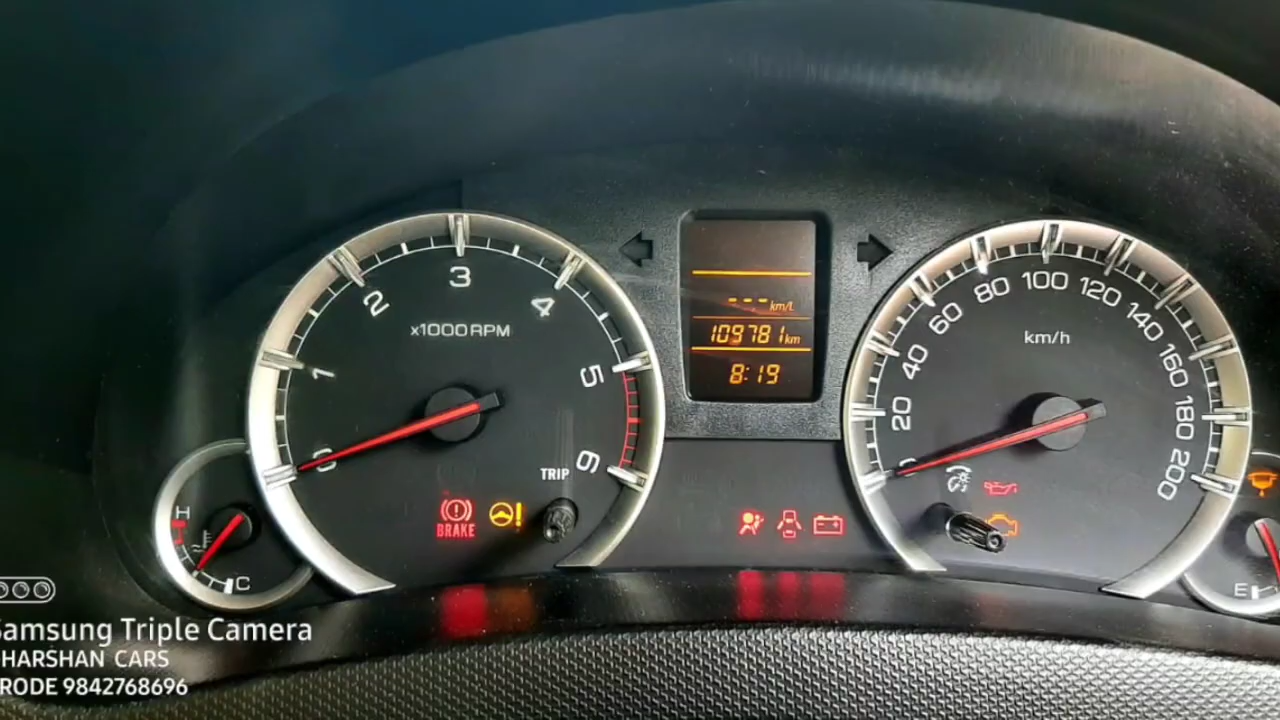 3
2
4
x1000 RPM
1
5
0
6
TRIP
BRAKE
H
C
--- km/L
109781 km
8:19
80 100 120
60 140
km/h
40 160
20 180
0 200
E
Samsung Triple Camera
HARSHAN CARS
RODE 9842768696